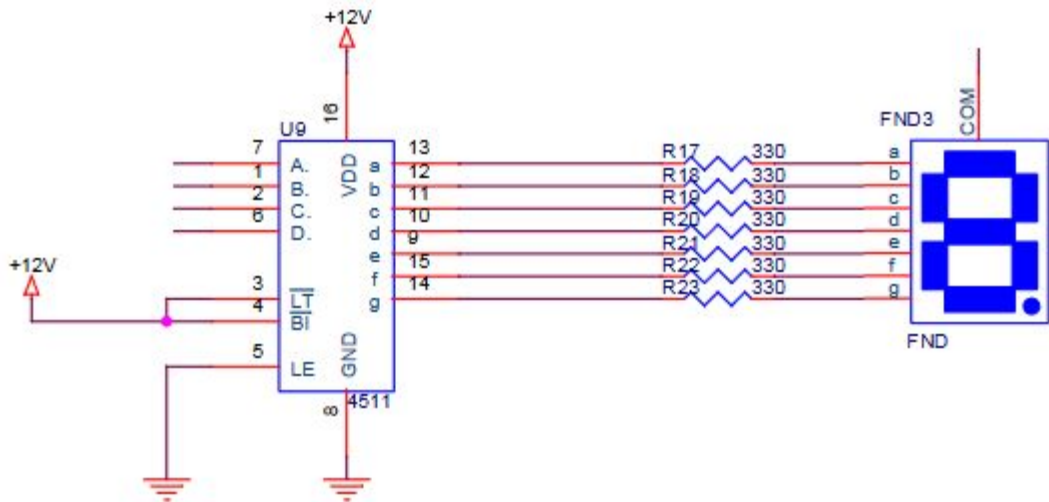 +12V
U9
16
VDD
7 A.
1 B.
2 C.
6 D.
+12V
3 LT
4 BI
5 LE
GND
8
4511
a 13
b 12
c 11
d 10
e 9
f 15
g 14
R17 330
R18 330
R19 330
R20 330
R21 330
R22 330
R23 330
FND3
COM
a
b
c
d
e
f
g
FND